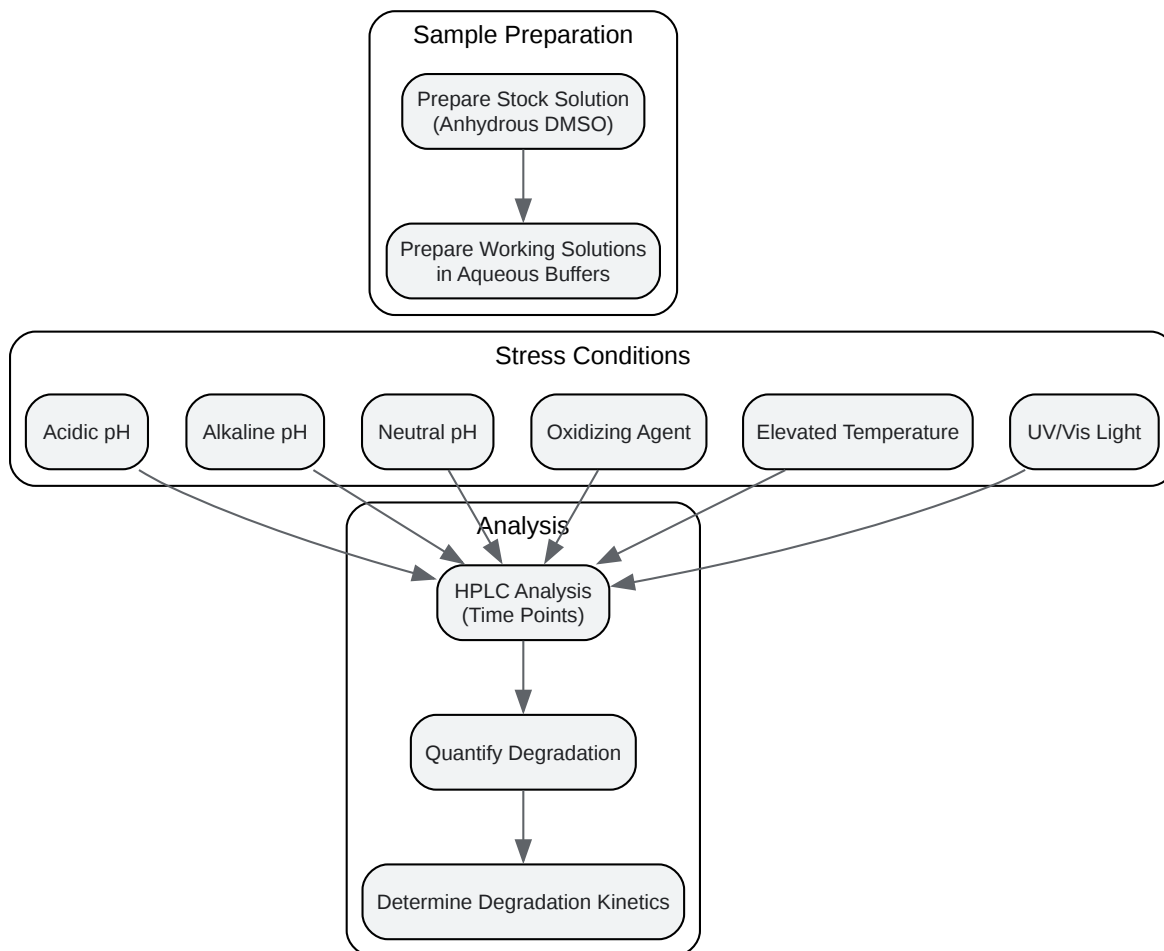 Sample Preparation
Prepare Stock Solution
(Anhydrous DMSO)
Prepare Working Solutions
in Aqueous Buffers
Stress Conditions
Acidic pH
Alkaline pH
Neutral pH
Oxidizing Agent
Elevated Temperature
UV/Vis Light
Analysis
HPLC Analysis
(Time Points)
Quantify Degradation
Determine Degradation Kinetics